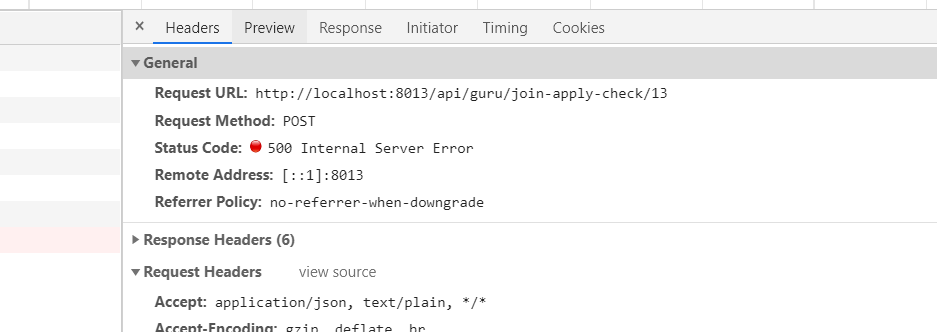 × Headers Preview Response Initiator Timing Cookies
▼General
Request URL: http://localhost:8013/api/guru/join-apply-check/13
Request Method: POST
Status Code: 500 Internal Server Error
Remote Address: [::1]:8013
Referrer Policy: no-referrer-when-downgrade
▶Response Headers (6)
▼Request Headers view source
Accept: application/json, text/plain, */*
Accept-Encoding: gzip, deflate, br